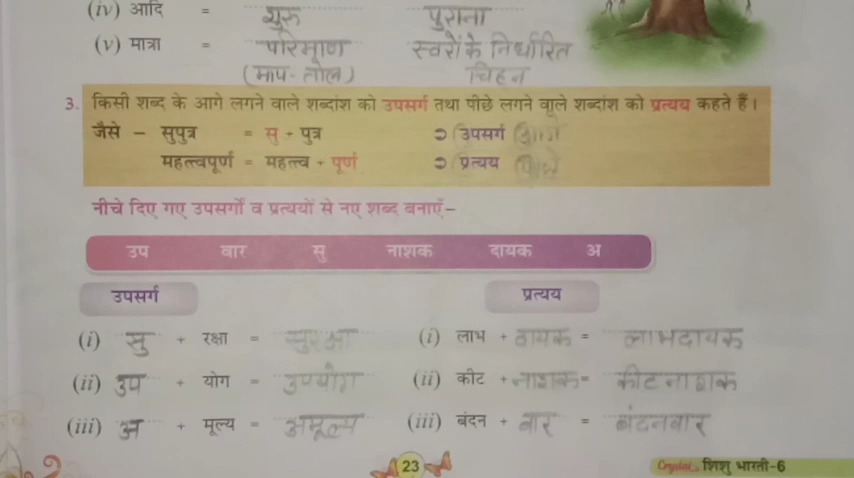 (iv) आदि = शुरू पुराना
(v) मात्रा = परिमाण स्वरों के निर्धारित
(माप-तोल) चिहन
3. किसी शब्द के आगे लगने वाले शब्दांश को उपसर्ग तथा पीछे लगने वाले शब्दांश को प्रत्यय कहते हैं।
जैसे – सुपुत्र = सु + पुत्र उपसर्ग (आगे
महत्त्वपूर्ण = महत्त्व + पूर्ण प्रत्यय
नीचे दिए गए उपसर्गों व प्रत्ययों से नए शब्द बनाएँ–
उप वार सु नाशक दायक अ
उपसर्ग प्रत्यय
(i) सु + रक्षा = सुरक्षा (i) लाभ + दायक = लाभदायक
(ii) उप + योग = उपयोग (ii) कीट + नाशक = कीटनाशक
(iii) अ + मूल्य = अमूल्य (iii) बंदन + वार = बंदनवार
23 Crystal शिशु भारती-6